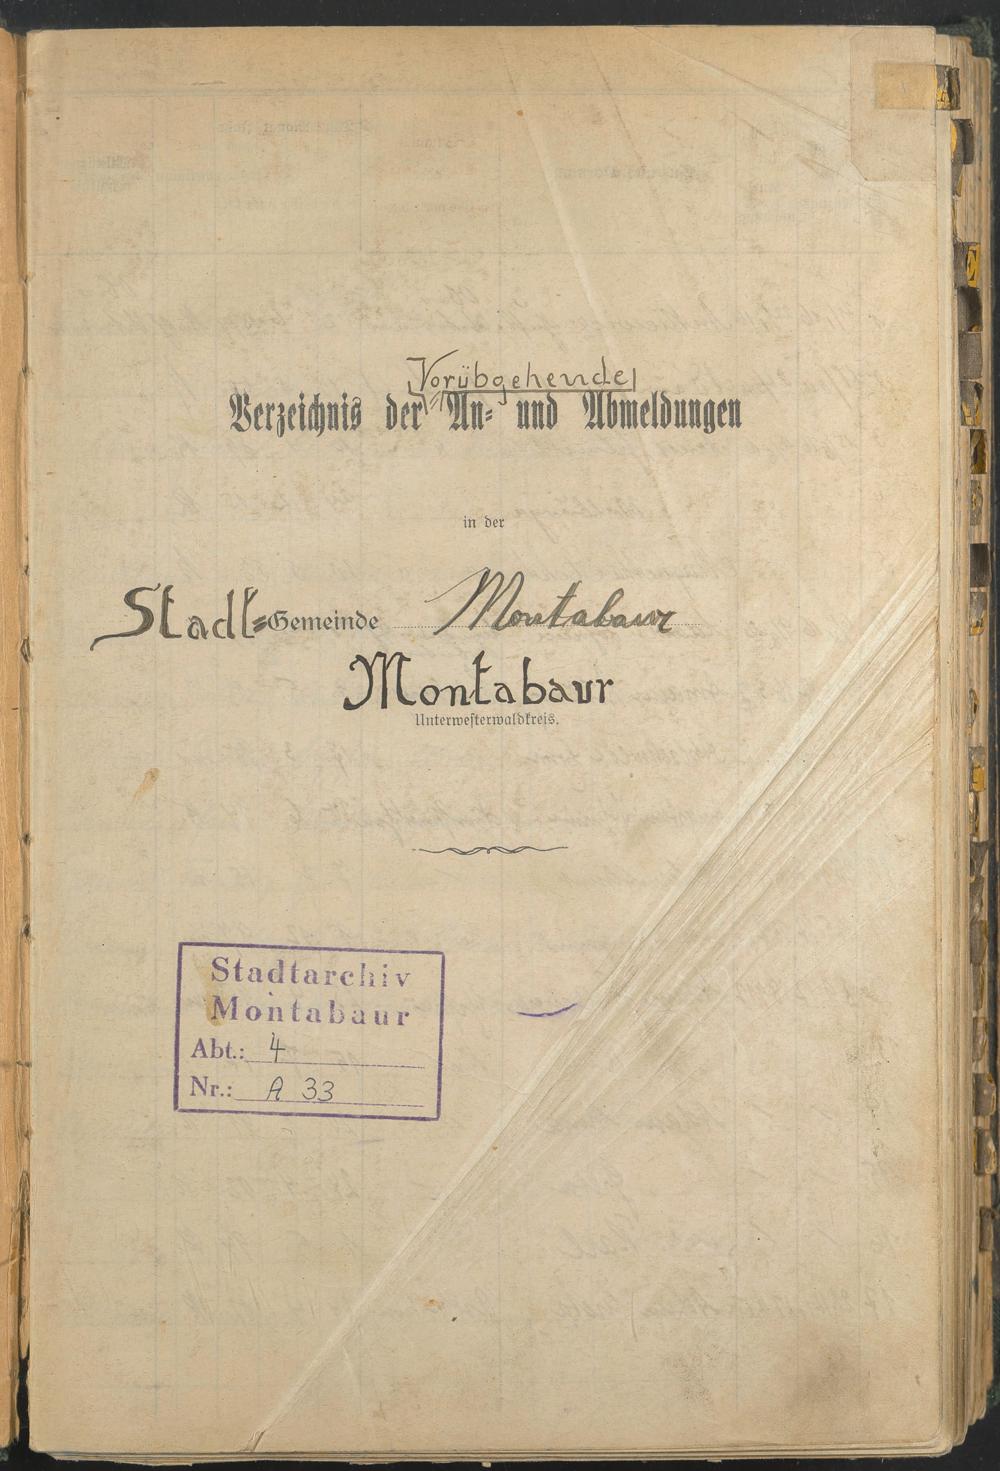 Vorübgehende
Verzeichnis der An- und Abmeldungen
in der
Stadt-Gemeinde Montabaur
Montabaur
Unterwesterwaldkreis.
Stadtarchiv
Montabaur
Abt.: 4
Nr.: A 33